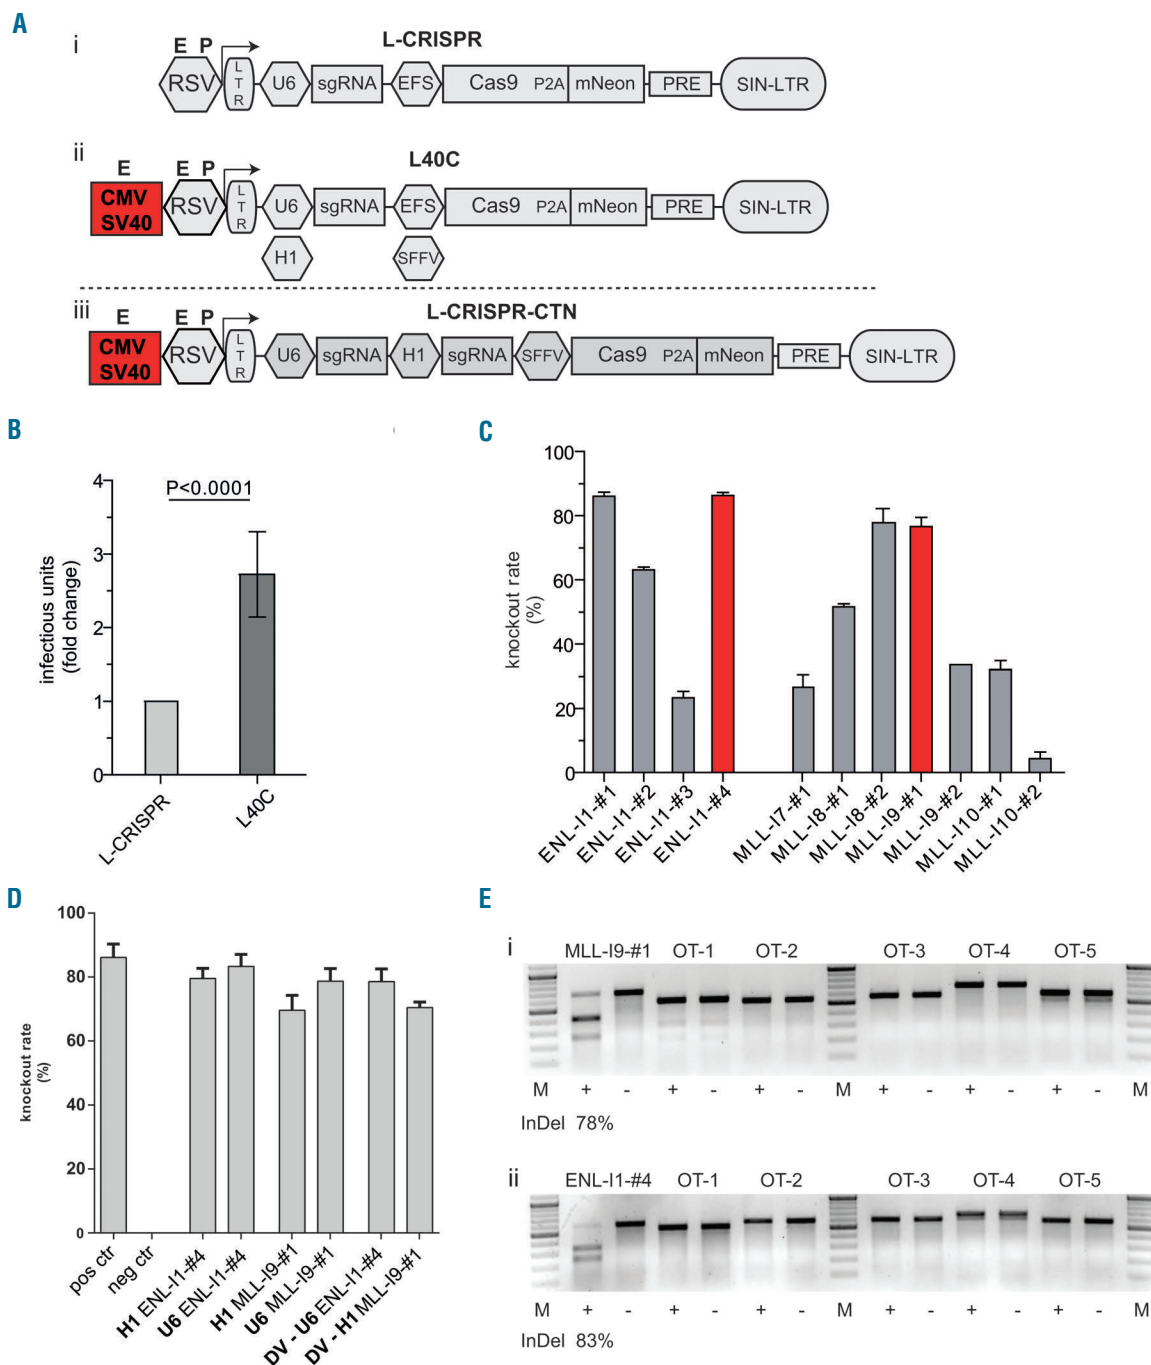 A
i
L-CRISPR
E P
RSV
L
T
R
U6
sgRNA
EFS
Cas9 P2A
mNeon
PRE
SIN-LTR
ii
L40C
E
E P
CMV
SV40
RSV
L
T
R
U6
sgRNA
EFS
Cas9 P2A
mNeon
PRE
SIN-LTR
H1
SFFV
iii
L-CRISPR-CTN
E
E P
CMV
SV40
RSV
L
T
R
U6
sgRNA
H1
sgRNA
SFFV
Cas9 P2A
mNeon
PRE
SIN-LTR
B
infectious units
(fold change)
4
3
2
1
0
P<0.0001
L-CRISPR
L40C
C
knockout rate
(%)
100
80
60
40
20
0
ENL-I1-#1
ENL-I1-#2
ENL-I1-#3
ENL-I1-#4
MLL-I7-#1
MLL-I8-#1
MLL-I8-#2
MLL-I9-#1
MLL-I9-#2
MLL-I10-#1
MLL-I10-#2
D
knockout rate
(%)
100
80
60
40
20
0
pos ctr
neg ctr
H1 ENL-I1-#4
U6 ENL-I1-#4
H1 MLL-I9-#1
U6 MLL-I9-#1
DV - U6 ENL-I1-#4
DV - H1 MLL-I9-#1
E
i
MLL-I9-#1 OT-1 OT-2 OT-3 OT-4 OT-5
M + - + - + - M + - + - + - M
InDel 78%
ii
ENL-I1-#4 OT-1 OT-2 OT-3 OT-4 OT-5
M + - + - + - M + - + - + - M
InDel 83%